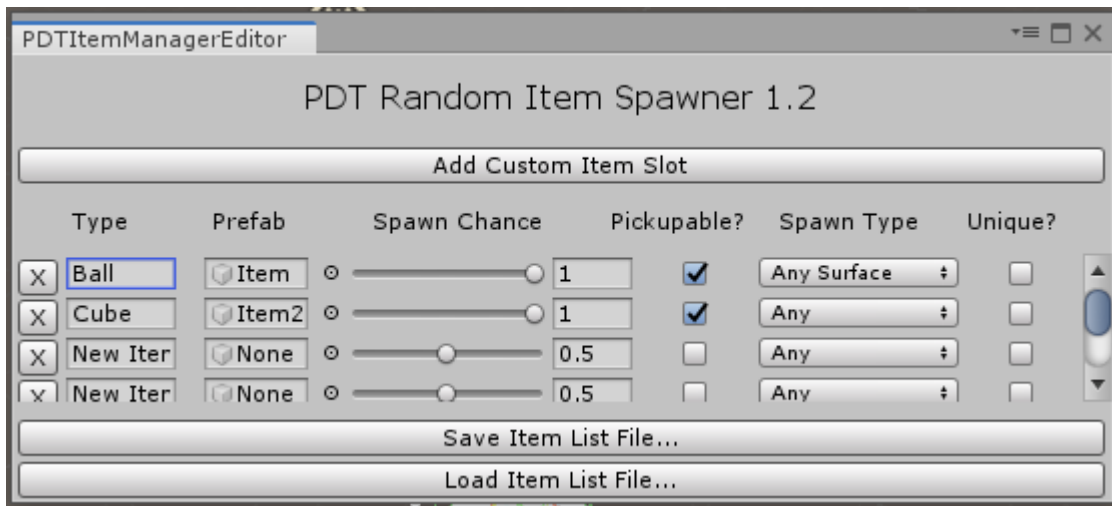 PDTItemManagerEditor
PDT Random Item Spawner 1.2
Add Custom Item Slot
Type Prefab Spawn Chance Pickupable? Spawn Type Unique?
X Ball Item 1 Any Surface
X Cube Item2 1 Any
X New Iter None 0.5 Any
X New Iter None 0.5 Any
Save Item List File...
Load Item List File...